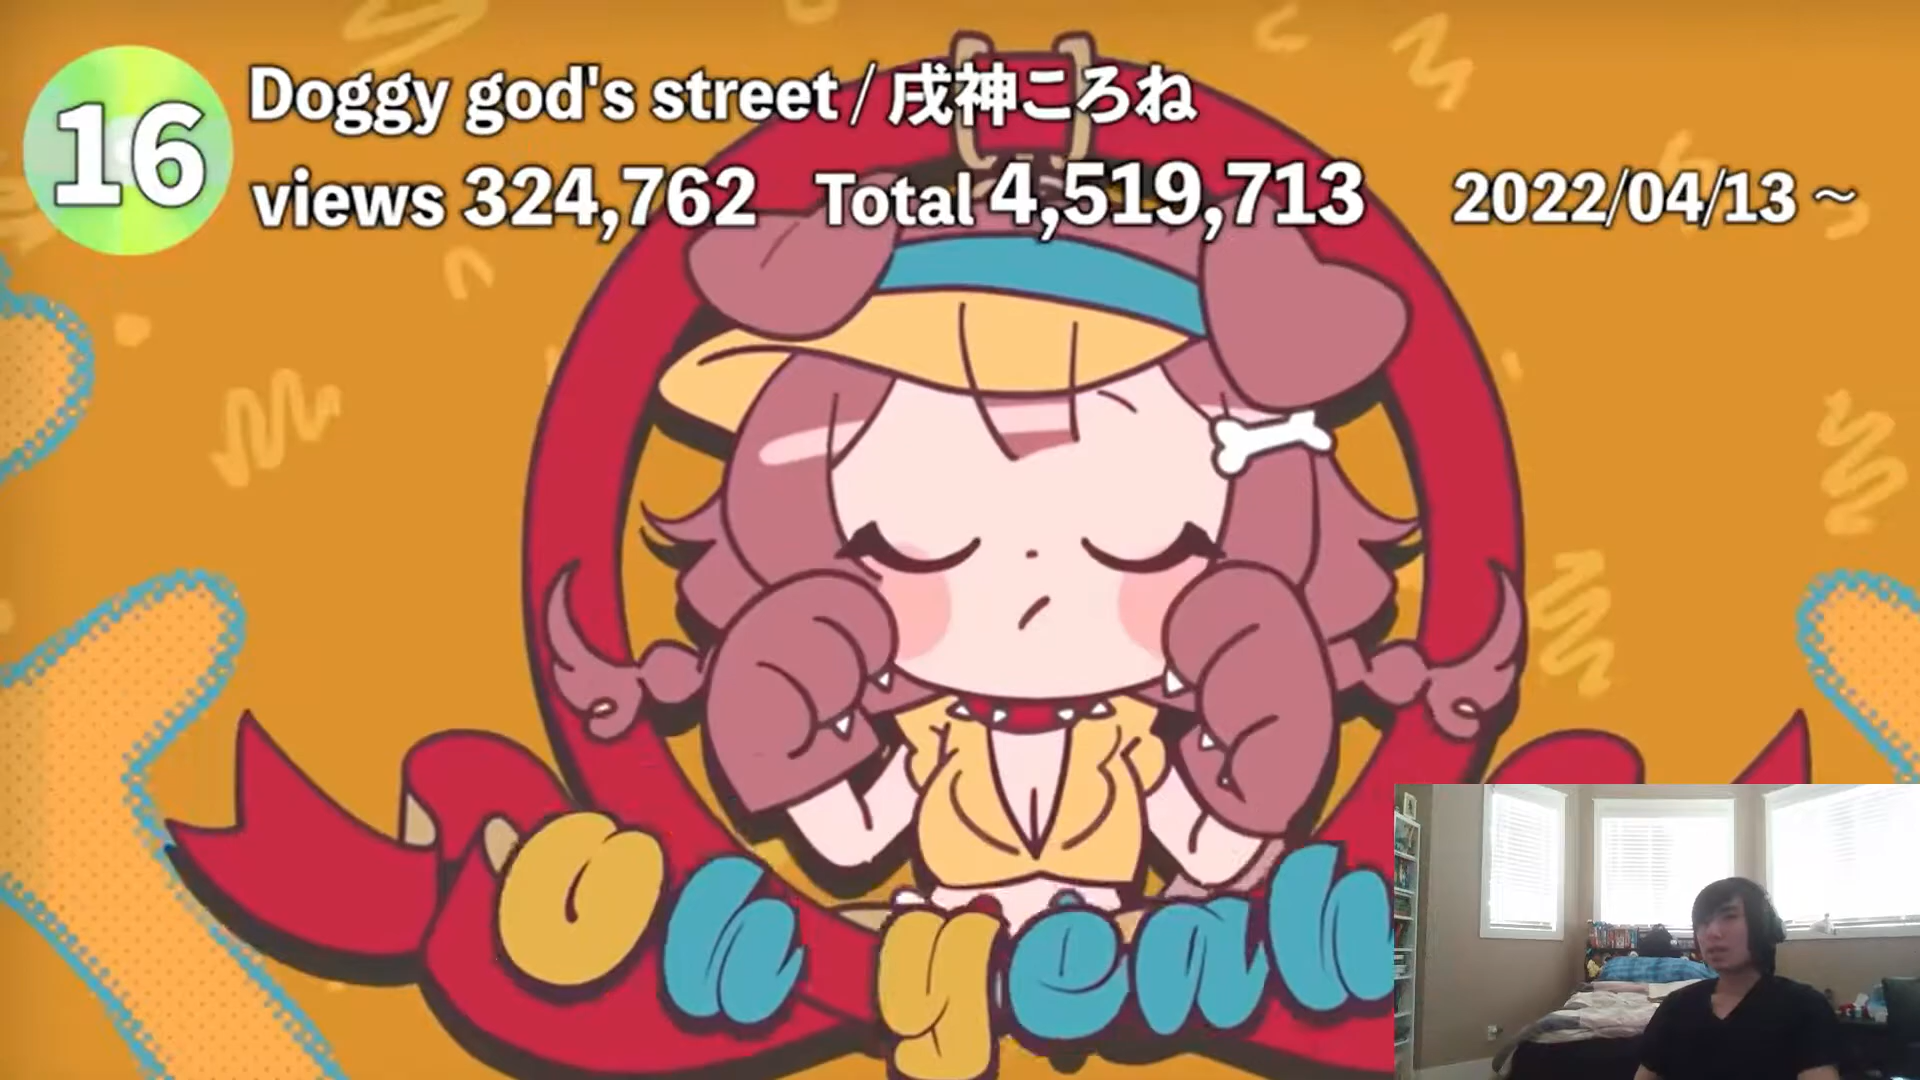 16
Doggy god's street / 戌神ころね
views 324,762 Total 4,519,713 2022/04/13 ~
Oh yeah